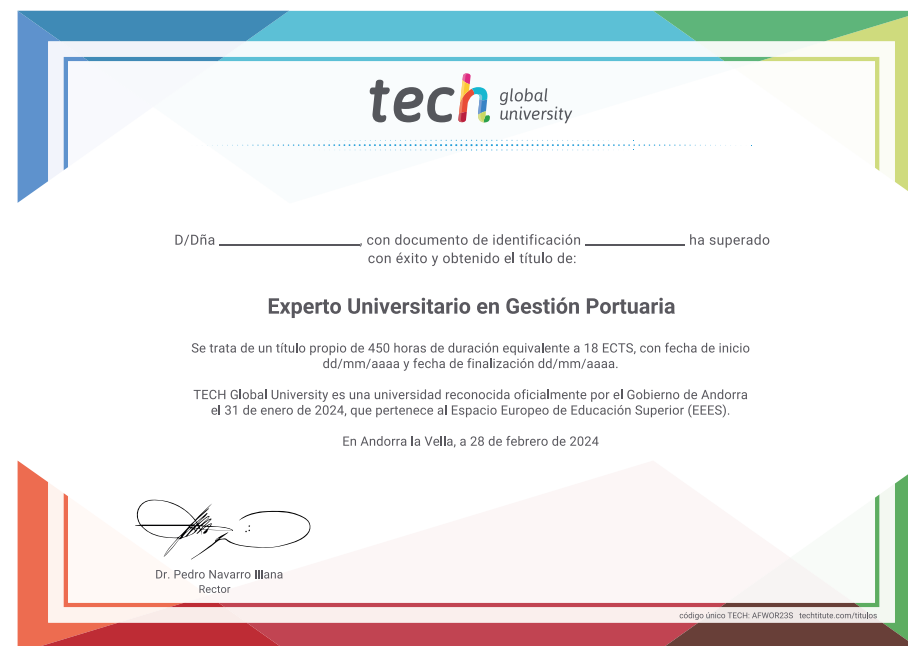 tech global
university
D/Dña ____________________, con documento de identificación ______________ ha superado
con éxito y obtenido el título de:
Experto Universitario en Gestión Portuaria
Se trata de un título propio de 450 horas de duración equivalente a 18 ECTS, con fecha de inicio
dd/mm/aaaa y fecha de finalización dd/mm/aaaa.
TECH Global University es una universidad reconocida oficialmente por el Gobierno de Andorra
el 31 de enero de 2024, que pertenece al Espacio Europeo de Educación Superior (EEES).
En Andorra la Vella, a 28 de febrero de 2024
Dr. Pedro Navarro Illana
Rector
código único TECH: AFWOR23S techtitute.com/titulos